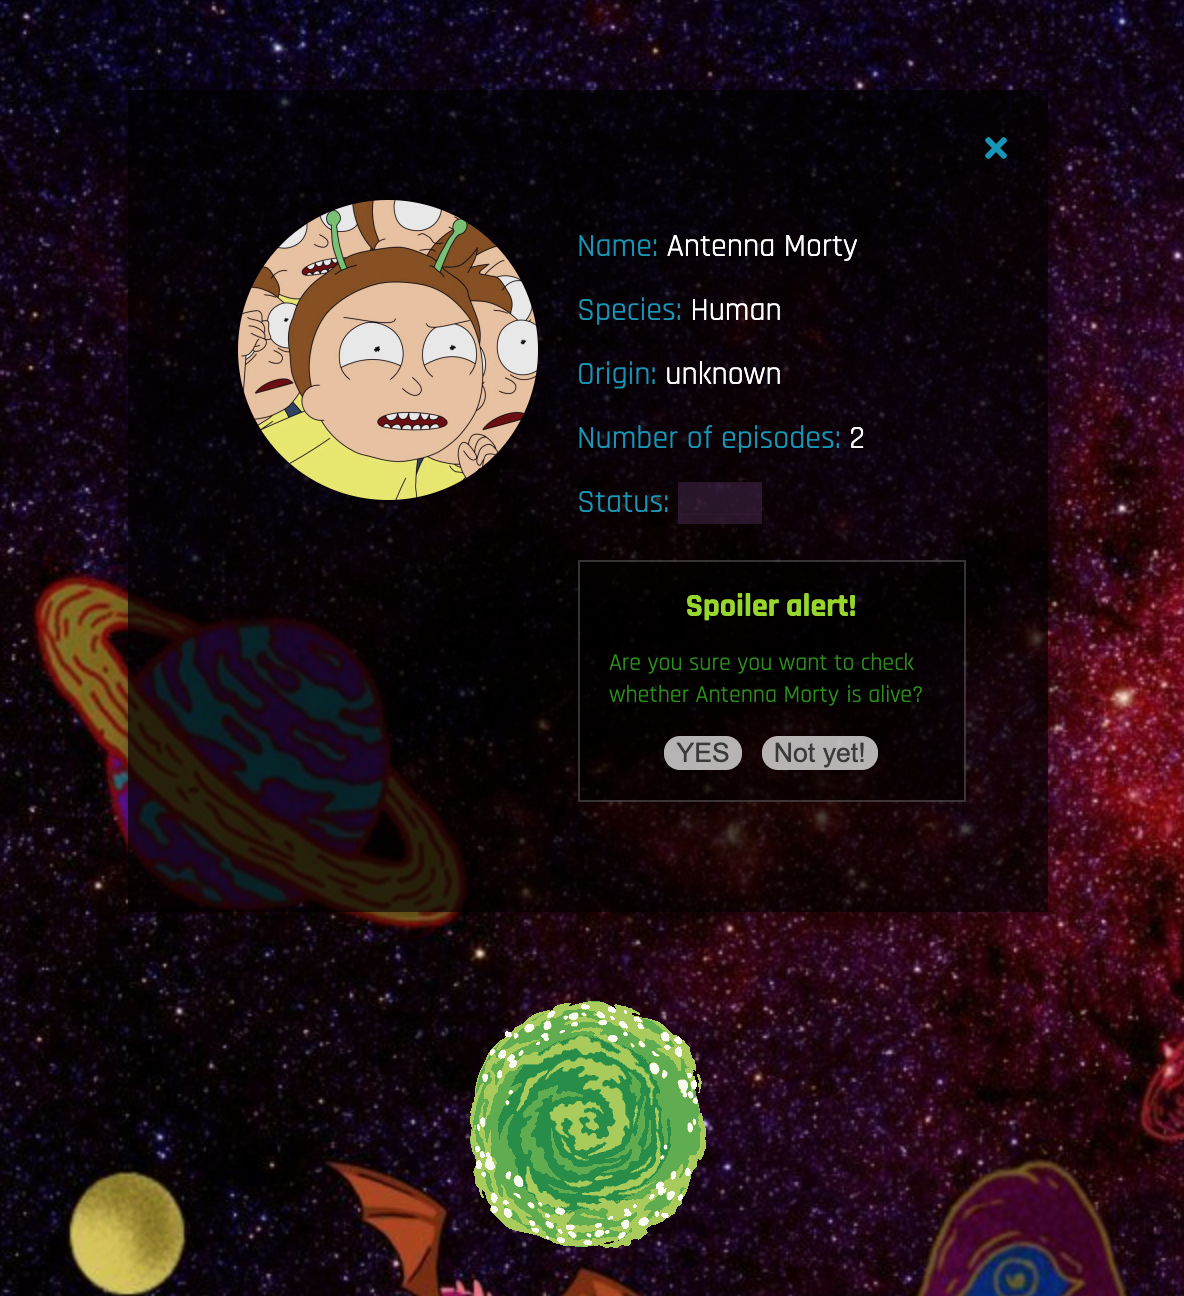 Name: Antenna Morty
Species: Human
Origin: unknown
Number of episodes: 2
Status:
Spoiler alert!
Are you sure you want to check
whether Antenna Morty is alive?
YES Not yet!